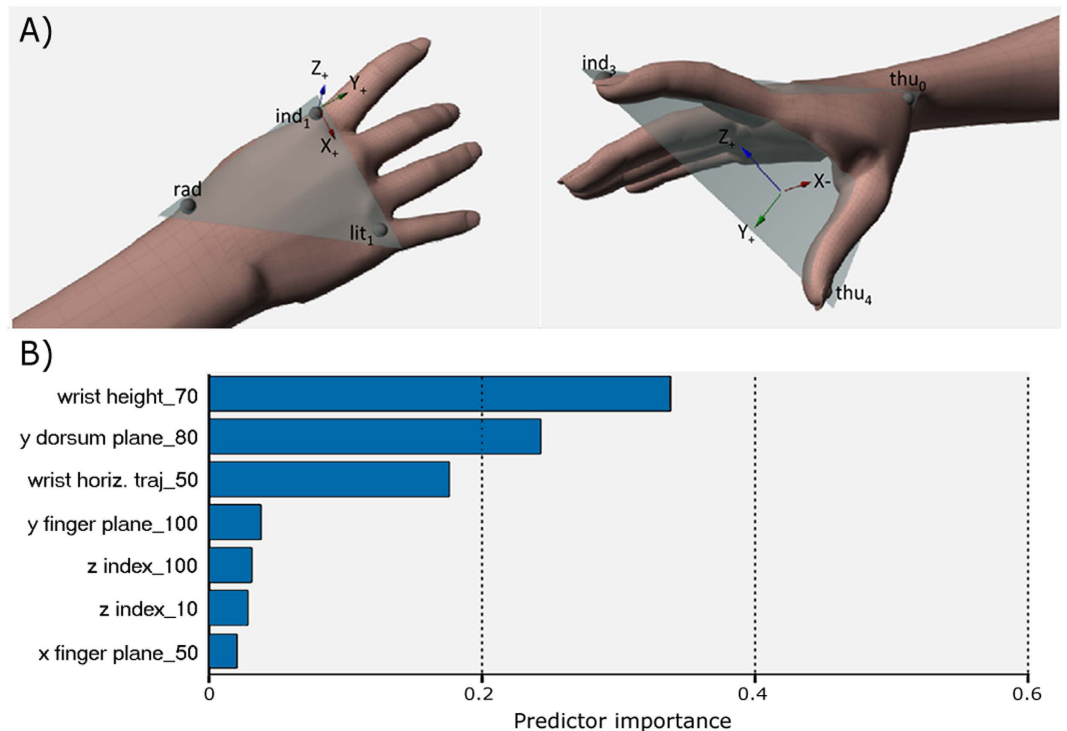 A)
Z+
Y+
ind1
X+
rad
lit1
ind3
thu0
Z+
X-
Y+
thu4
B)
wrist height_70
y dorsum plane_80
wrist horiz. traj_50
y finger plane_100
z index_100
z index_10
x finger plane_50
0 0.2 0.4 0.6
Predictor importance